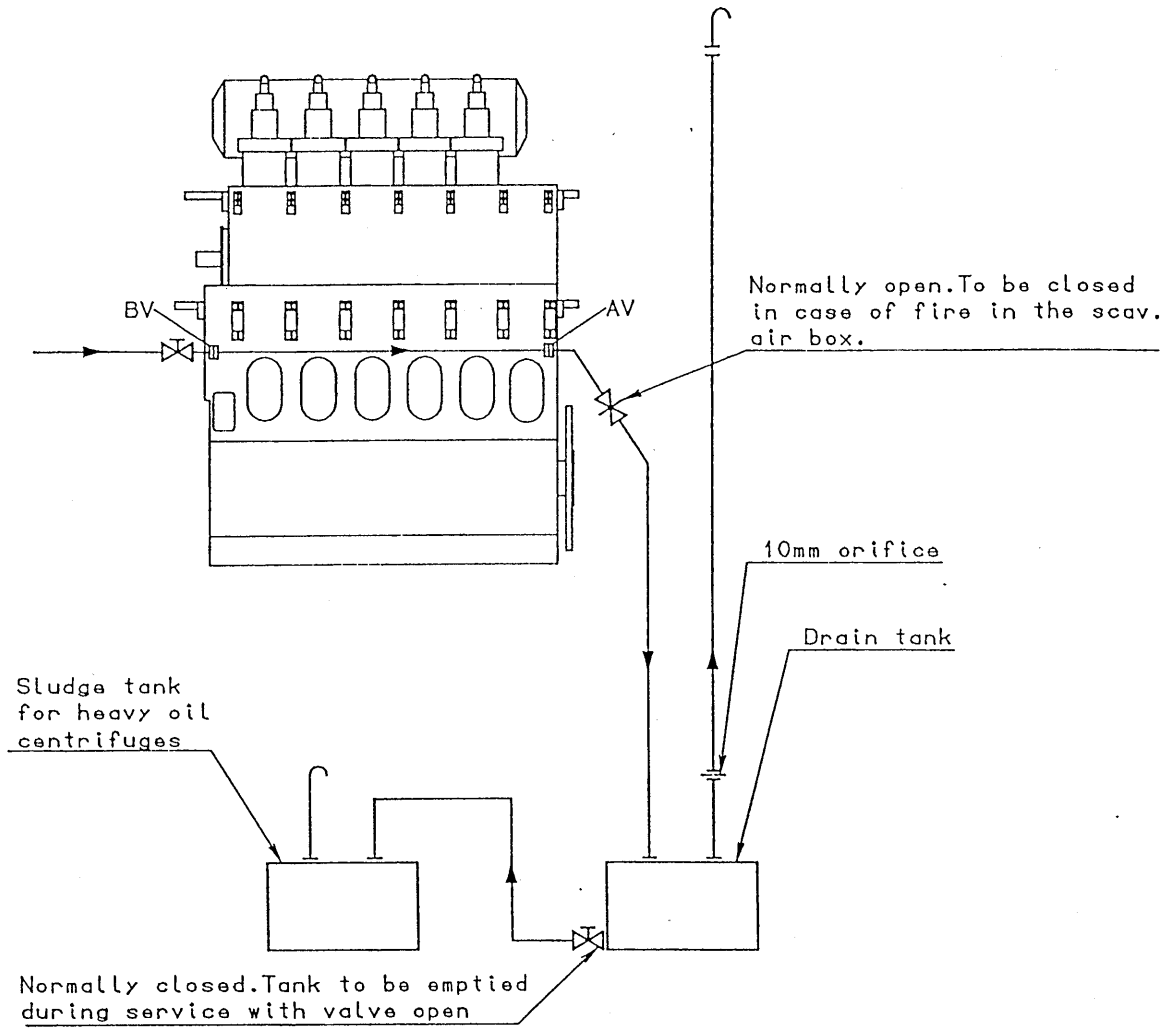 BV
AV
Normally open.To be closed
in case of fire in the scav.
air box.
10mm orifice
Drain tank
Sludge tank
for heavy oil
centrifuges
Normally closed.Tank to be emptied
during service with valve open